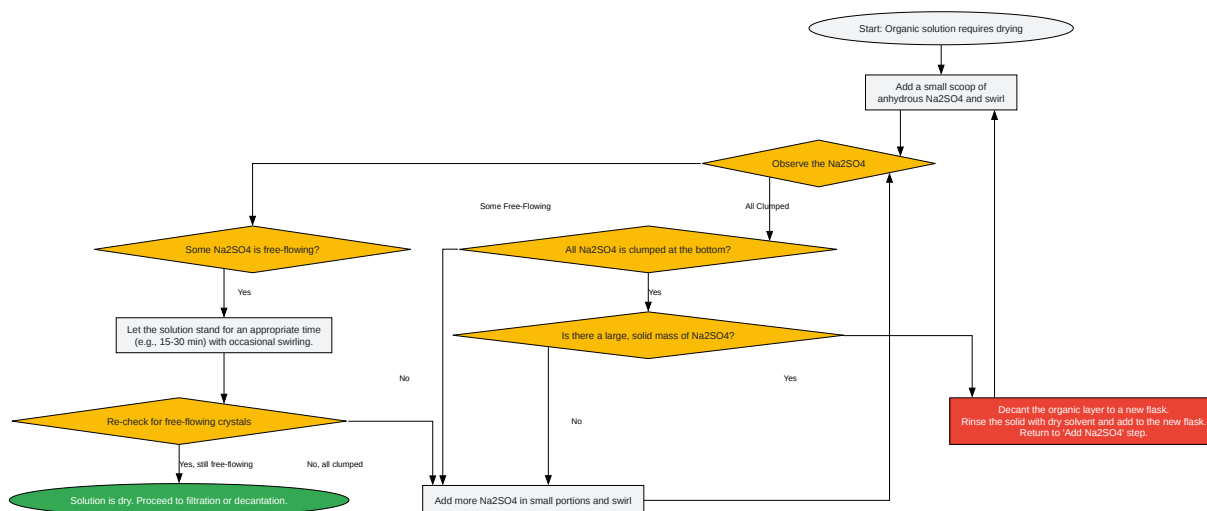 Start: Organic solution requires drying
Add a small scoop of
anhydrous Na2SO4 and swirl
Observe the Na2SO4
Some Free-Flowing
All Clumped
Some Na2SO4 is free-flowing?
All Na2SO4 is clumped at the bottom?
Yes
Yes
Let the solution stand for an appropriate time
(e.g., 15-30 min) with occasional swirling.
Is there a large, solid mass of Na2SO4?
No
Yes
Re-check for free-flowing crystals
No
Decant the organic layer to a new flask.
Rinse the solid with dry solvent and add to the new flask.
Return to 'Add Na2SO4' step.
Yes, still free-flowing
No, all clumped
Solution is dry. Proceed to filtration or decantation.
Add more Na2SO4 in small portions and swirl